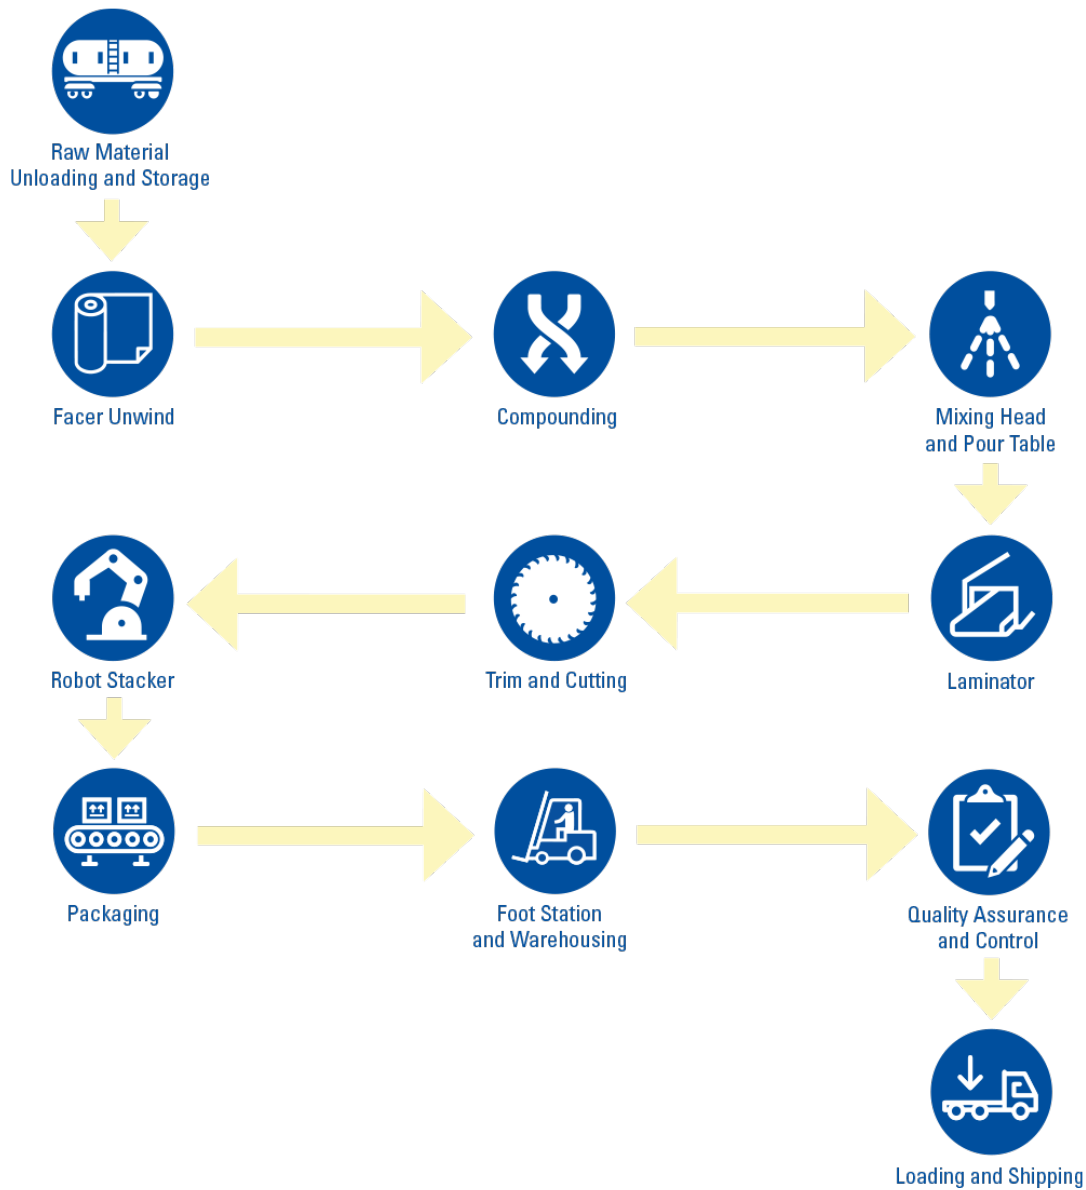 Raw Material
Unloading and Storage
Facer Unwind
Compounding
Mixing Head
and Pour Table
Laminator
Trim and Cutting
Robot Stacker
Packaging
Foot Station
and Warehousing
Quality Assurance
and Control
Loading and Shipping